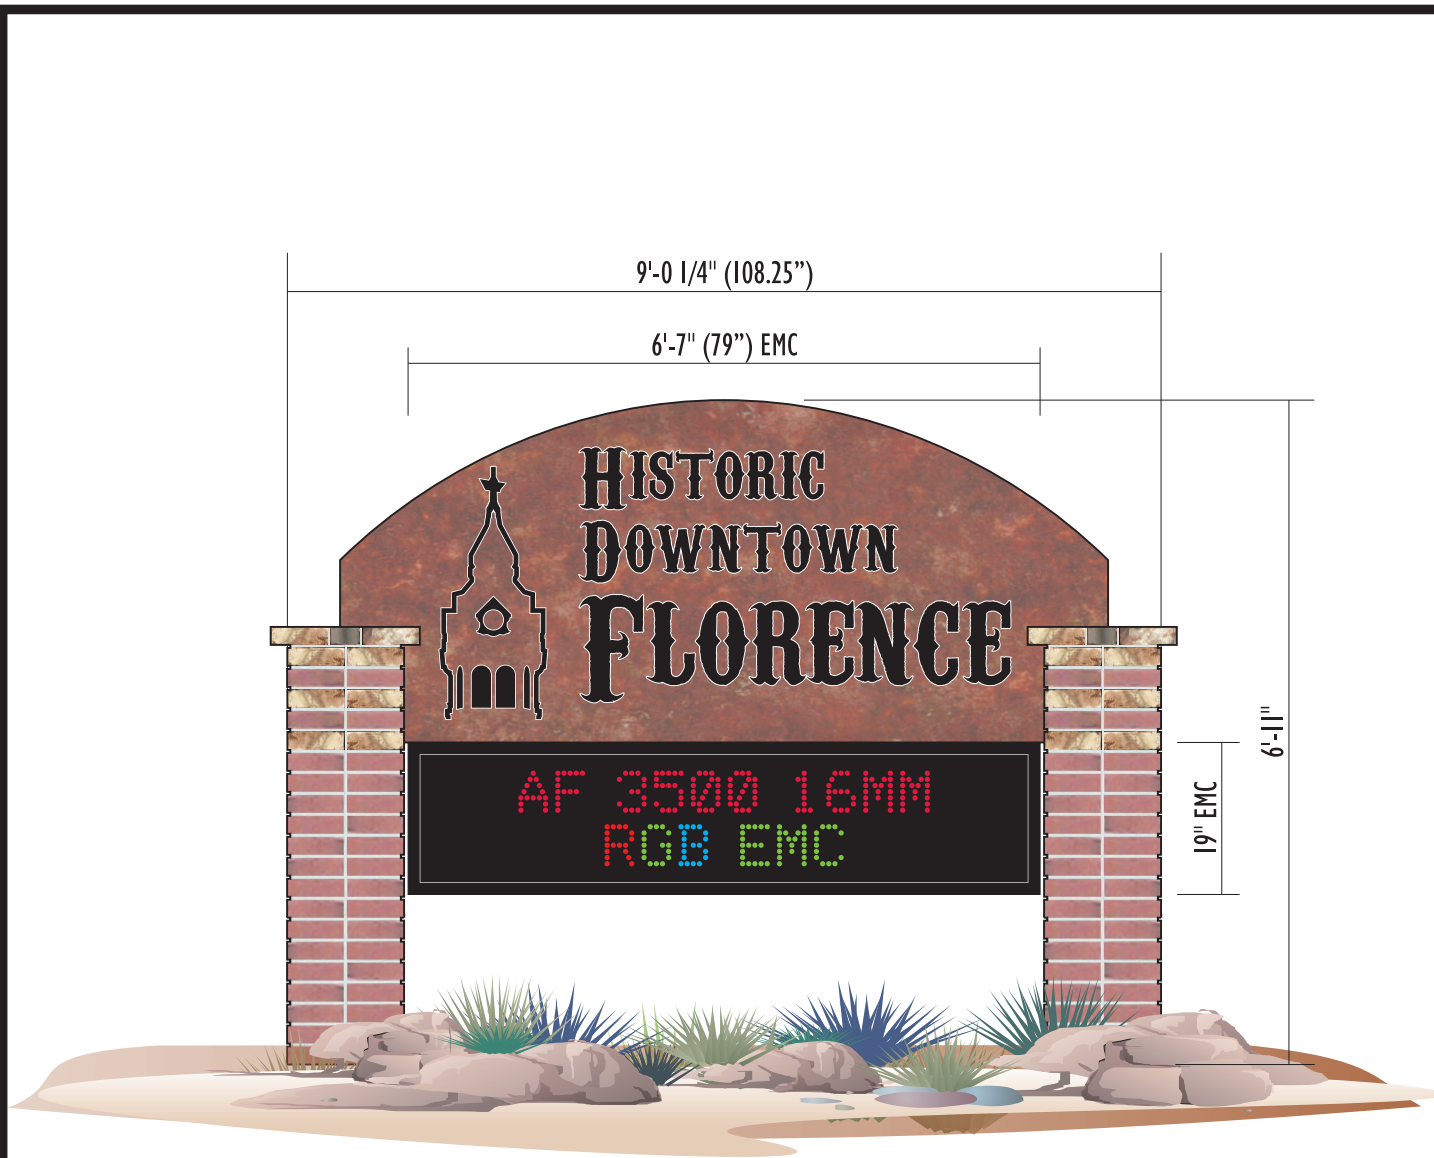 9'-0 1/4" (108.25”)
6'-7" (79”) EMC
HISTORIC
DOWNTOWN
FLORENCE
6'-11"
19" EMC
AF 3500 16MM
RGB EMC